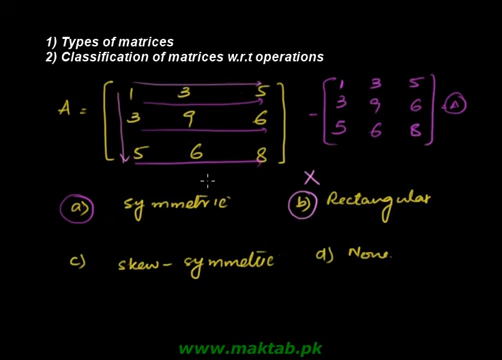 1) Types of matrices
2) Classification of matrices w.r.t operations
A = [ 1 3 5
3 9 6
5 6 8 ]
= [ 1 3 5
3 9 6
5 6 8 ] = A
a) symmetric
X
b) Rectangular
c) skew - symmetric
d) None.
www.maktab.pk